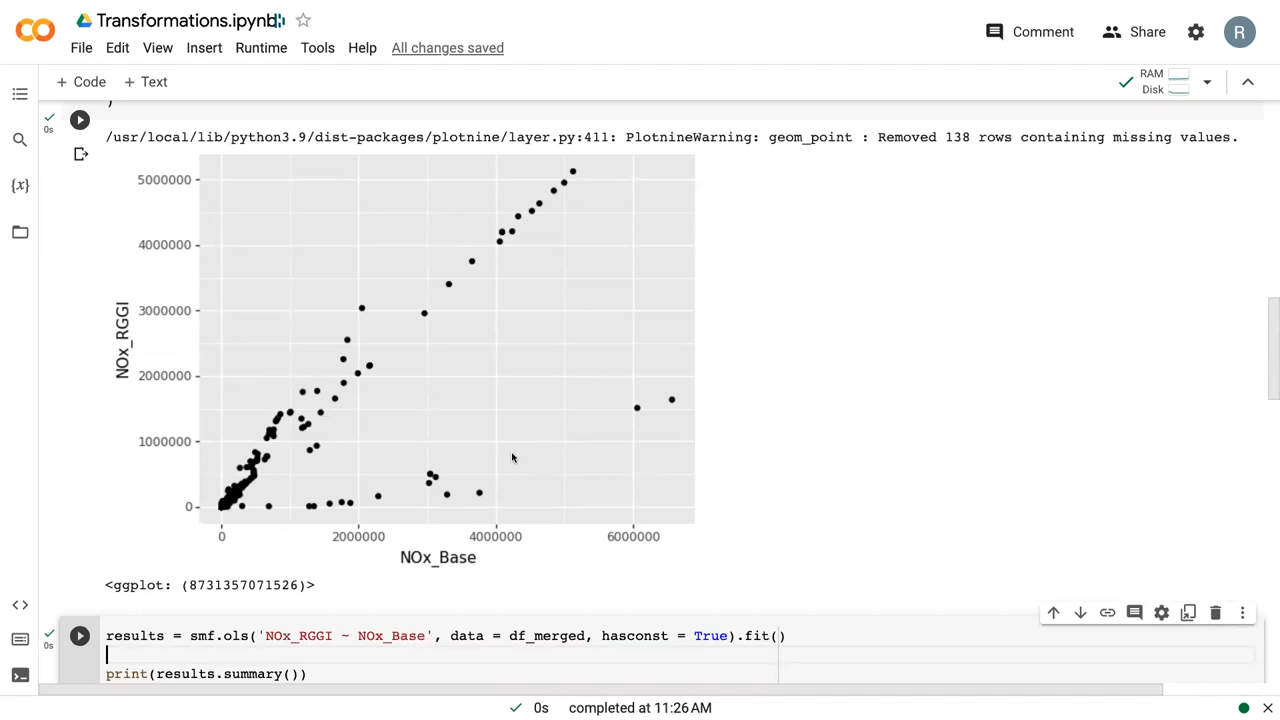 Transformations.ipynb
File Edit View Insert Runtime Tools Help All changes saved
Comment Share R
+ Code + Text
RAM
Disk
)
0s
/usr/local/lib/python3.9/dist-packages/plotnine/layer.py:411: PlotnineWarning: geom_point : Removed 138 rows containing missing values.
5000000
4000000
3000000
2000000
1000000
0
NOx_RGGI
0 2000000 4000000 6000000
NOx_Base
<ggplot: (8731357071526)>
0s
results = smf.ols('NOx_RGGI ~ NOx_Base', data = df_merged, hasconst = True).fit()
print(results.summary())
0s completed at 11:26 AM